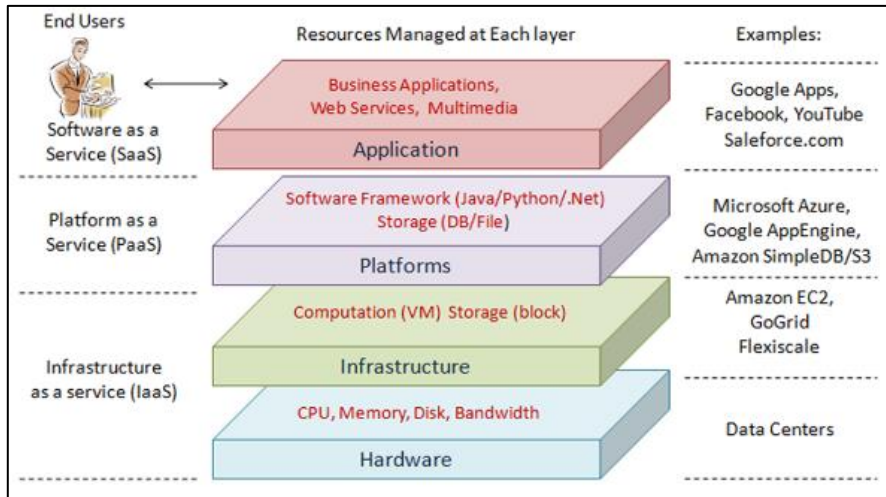 End Users
Resources Managed at Each layer
Examples:
Business Applications,
Web Services, Multimedia
Application
Software as a
Service (SaaS)
Google Apps,
Facebook, YouTube
Saleforce.com
Platform as a
Service (PaaS)
Software Framework (Java/Python/.Net)
Storage (DB/File)
Platforms
Microsoft Azure,
Google AppEngine,
Amazon SimpleDB/S3
Infrastructure
as a service (IaaS)
Computation (VM) Storage (block)
Infrastructure
Amazon EC2,
GoGrid
Flexiscale
CPU, Memory, Disk, Bandwidth
Hardware
Data Centers